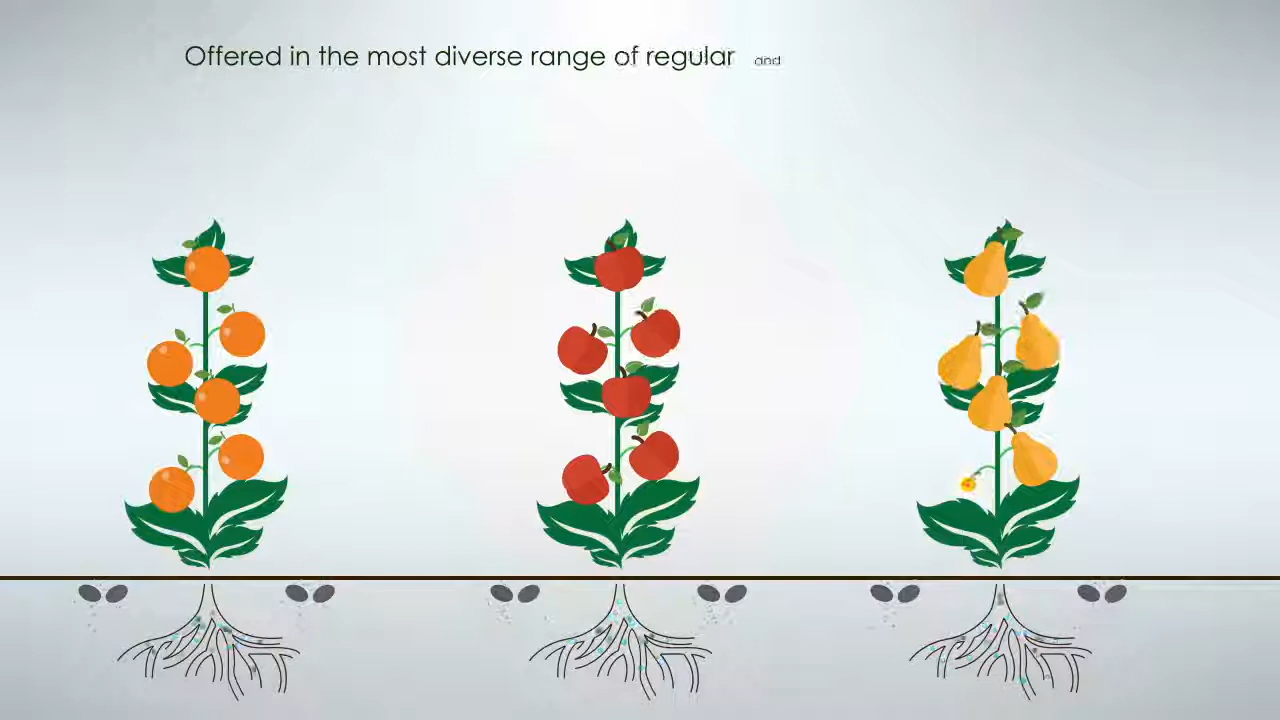 Offered in the most diverse range of regular and